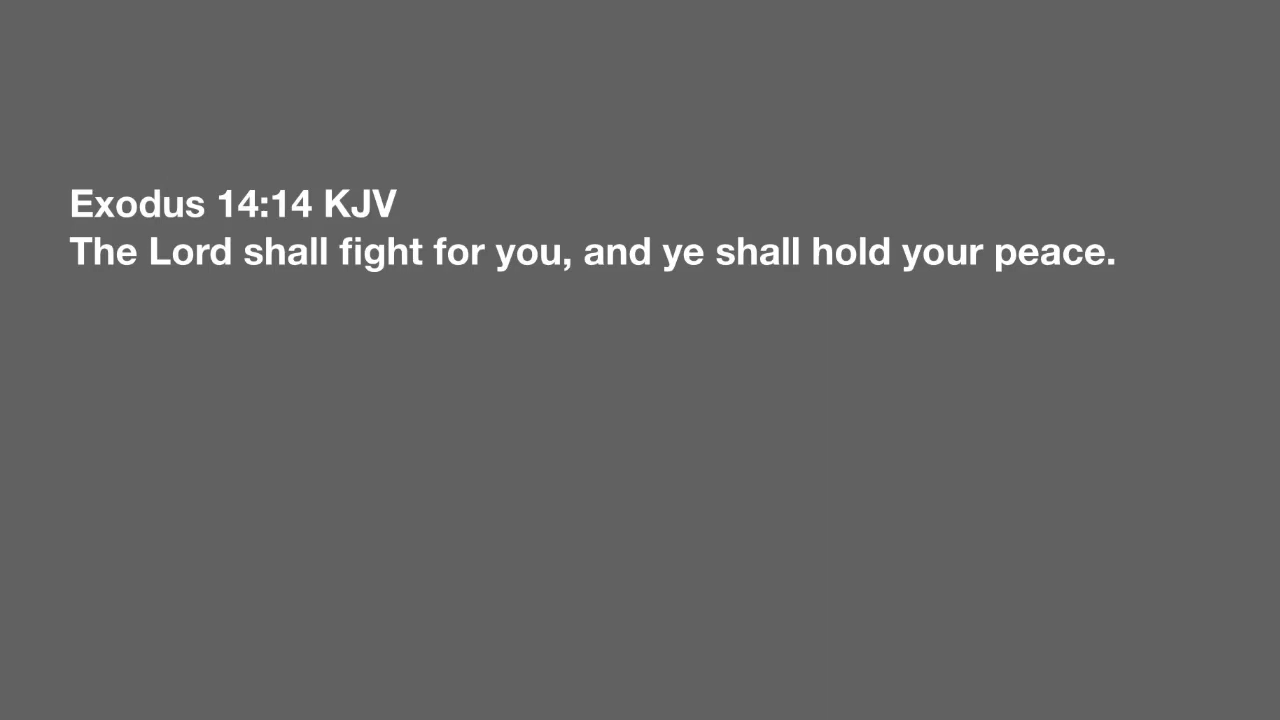 Exodus 14:14 KJV
The Lord shall fight for you, and ye shall hold your peace.